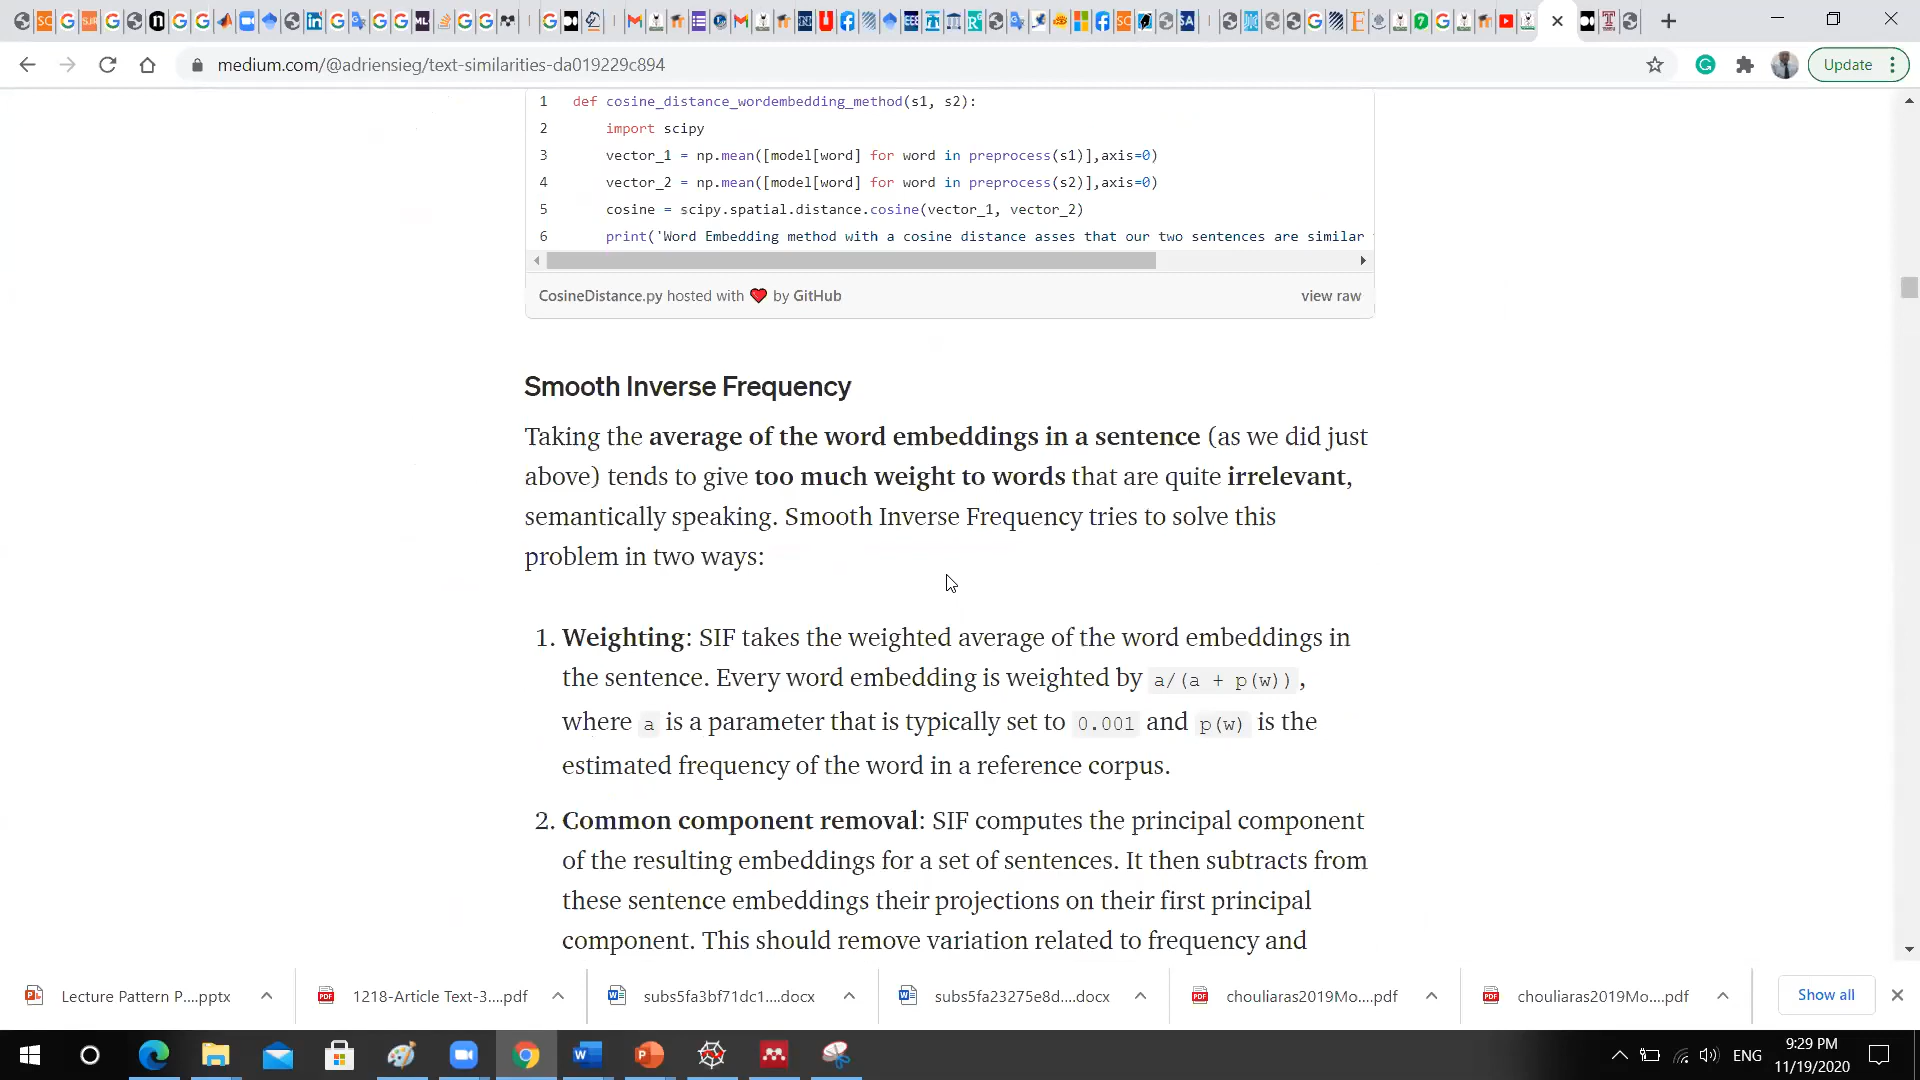 Update
medium.com/@adriensieg/text-similarities-da019229c894
1 def cosine_distance_wordembedding_method(s1, s2):
2 import scipy
3 vector_1 = np.mean([model[word] for word in preprocess(s1)],axis=0)
4 vector_2 = np.mean([model[word] for word in preprocess(s2)],axis=0)
5 cosine = scipy.spatial.distance.cosine(vector_1, vector_2)
6 print('Word Embedding method with a cosine distance asses that our two sentences are similar
CosineDistance.py hosted with ❤ by GitHub view raw
Smooth Inverse Frequency
Taking the average of the word embeddings in a sentence (as we did just
above) tends to give too much weight to words that are quite irrelevant,
semantically speaking. Smooth Inverse Frequency tries to solve this
problem in two ways:
1. Weighting: SIF takes the weighted average of the word embeddings in
the sentence. Every word embedding is weighted by a/(a + p(w)),
where a is a parameter that is typically set to 0.001 and p(w) is the
estimated frequency of the word in a reference corpus.
2. Common component removal: SIF computes the principal component
of the resulting embeddings for a set of sentences. It then subtracts from
these sentence embeddings their projections on their first principal
component. This should remove variation related to frequency and
Lecture Pattern P....pptx 1218-Article Text-3....pdf subs5fa3bf71dc1....docx subs5fa23275e8d....docx chouliaras2019Mo....pdf chouliaras2019Mo....pdf Show all
ENG 9:29 PM
11/19/2020